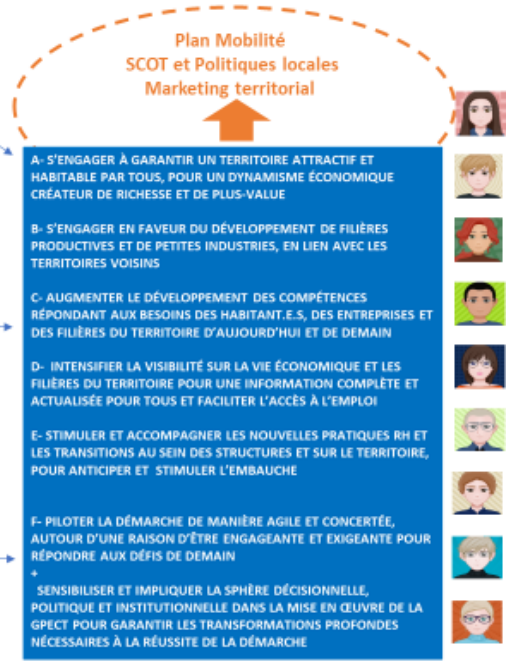 Plan Mobilité
SCOT et Politiques locales
Marketing territorial
A- S'ENGAGER À GARANTIR UN TERRITOIRE ATTRACTIF ET
HABITABLE PAR TOUS, POUR UN DYNAMISME ÉCONOMIQUE
CRÉATEUR DE RICHESSE ET DE PLUS-VALUE
B- S'ENGAGER EN FAVEUR DU DÉVELOPPEMENT DE FILIÈRES
PRODUCTIVES ET DE PETITES INDUSTRIES, EN LIEN AVEC LES
TERRITOIRES VOISINS
C- AUGMENTER LE DÉVELOPPEMENT DES COMPÉTENCES
RÉPONDANT AUX BESOINS DES HABITANT.E.S, DES ENTREPRISES ET
DES FILIÈRES DU TERRITOIRE D'AUJOURD'HUI ET DE DEMAIN
D- INTENSIFIER LA VISIBILITÉ SUR LA VIE ÉCONOMIQUE ET LES
FILIÈRES DU TERRITOIRE POUR UNE INFORMATION COMPLÈTE ET
ACTUALISÉE POUR TOUS ET FACILITER L'ACCÈS À L'EMPLOI
E- STIMULER ET ACCOMPAGNER LES NOUVELLES PRATIQUES RH ET
LES TRANSITIONS AU SEIN DES STRUCTURES ET SUR LE TERRITOIRE,
POUR ANTICIPER ET STIMULER L'EMBAUCHE
F- PILOTER LA DÉMARCHE DE MANIÈRE AGILE ET CONCERTÉE,
AUTOUR D'UNE RAISON D'ÊTRE ENGAGEANTE ET EXIGEANTE POUR
RÉPONDRE AUX DÉFIS DE DEMAIN
+
SENSIBILISER ET IMPLIQUER LA SPHÈRE DÉCISIONNELLE,
POLITIQUE ET INSTITUTIONNELLE DANS LA MISE EN ŒUVRE DE LA
GPECT POUR GARANTIR LES TRANSFORMATIONS PROFONDES
NÉCESSAIRES À LA RÉUSSITE DE LA DÉMARCHE